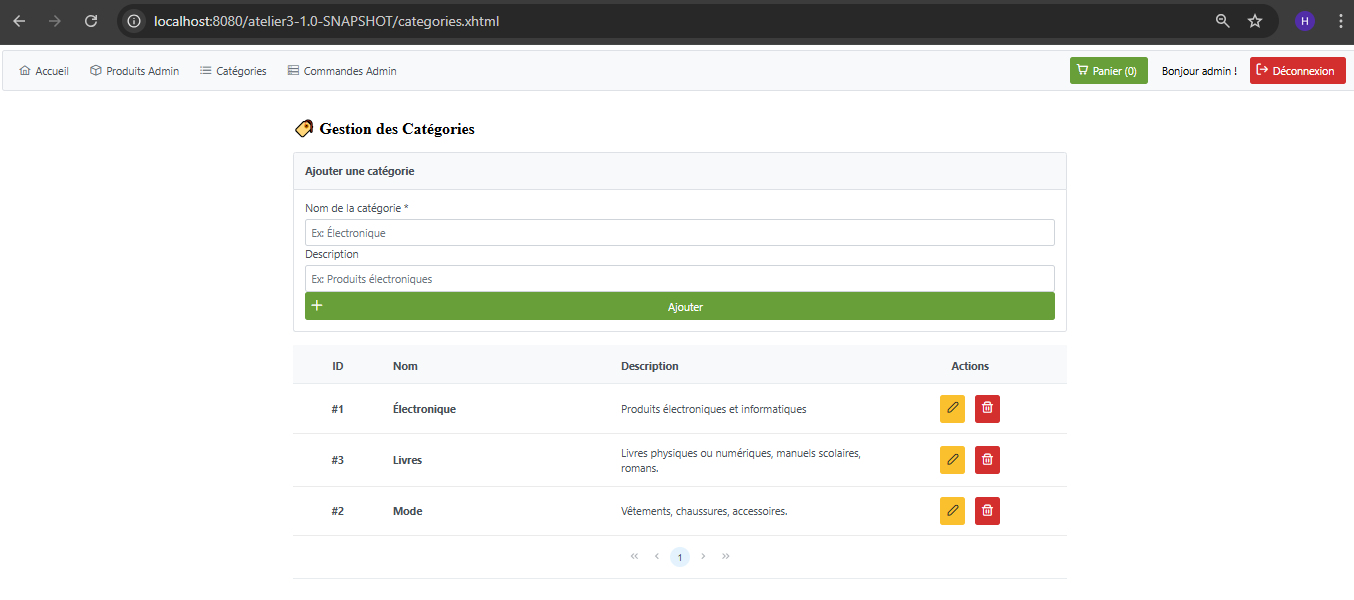 localhost:8080/atelier3-1.0-SNAPSHOT/categories.xhtml
H
Accueil Produits Admin Catégories Commandes Admin Panier (0) Bonjour admin ! Déconnexion
Gestion des Catégories
Ajouter une catégorie
Nom de la catégorie *
Ex: Électronique
Description
Ex: Produits électroniques
Ajouter
ID Nom Description Actions
#1 Électronique Produits électroniques et informatiques
#3 Livres Livres physiques ou numériques, manuels scolaires,
romans.
#2 Mode Vêtements, chaussures, accessoires.
1